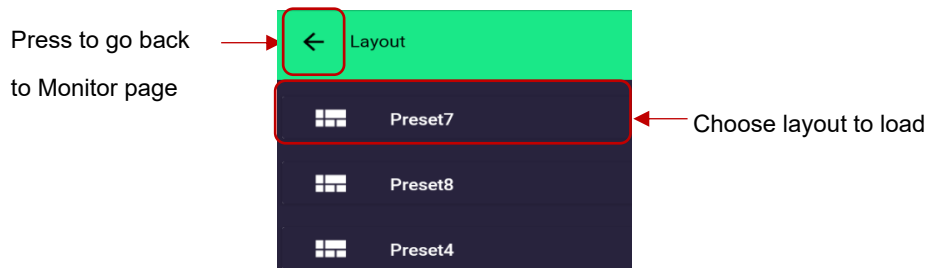 Press to go back
to Monitor page
Layout
Preset7
Choose layout to load
Preset8
Preset4